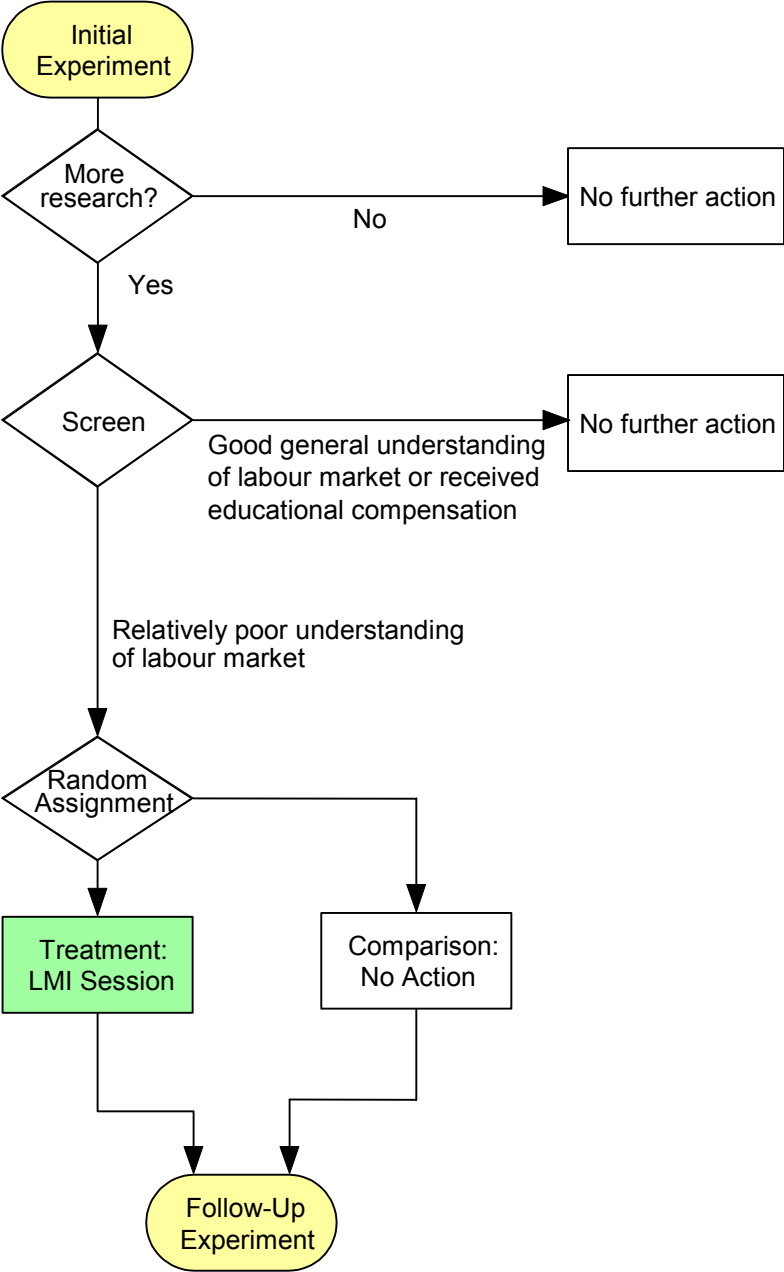 Initial
Experiment
More
research?
No
No further action
Yes
Screen
No further action
Good general understanding
of labour market or received
educational compensation
Relatively poor understanding
of labour market
Random
Assignment
Treatment:
LMI Session
Comparison:
No Action
Follow-Up
Experiment